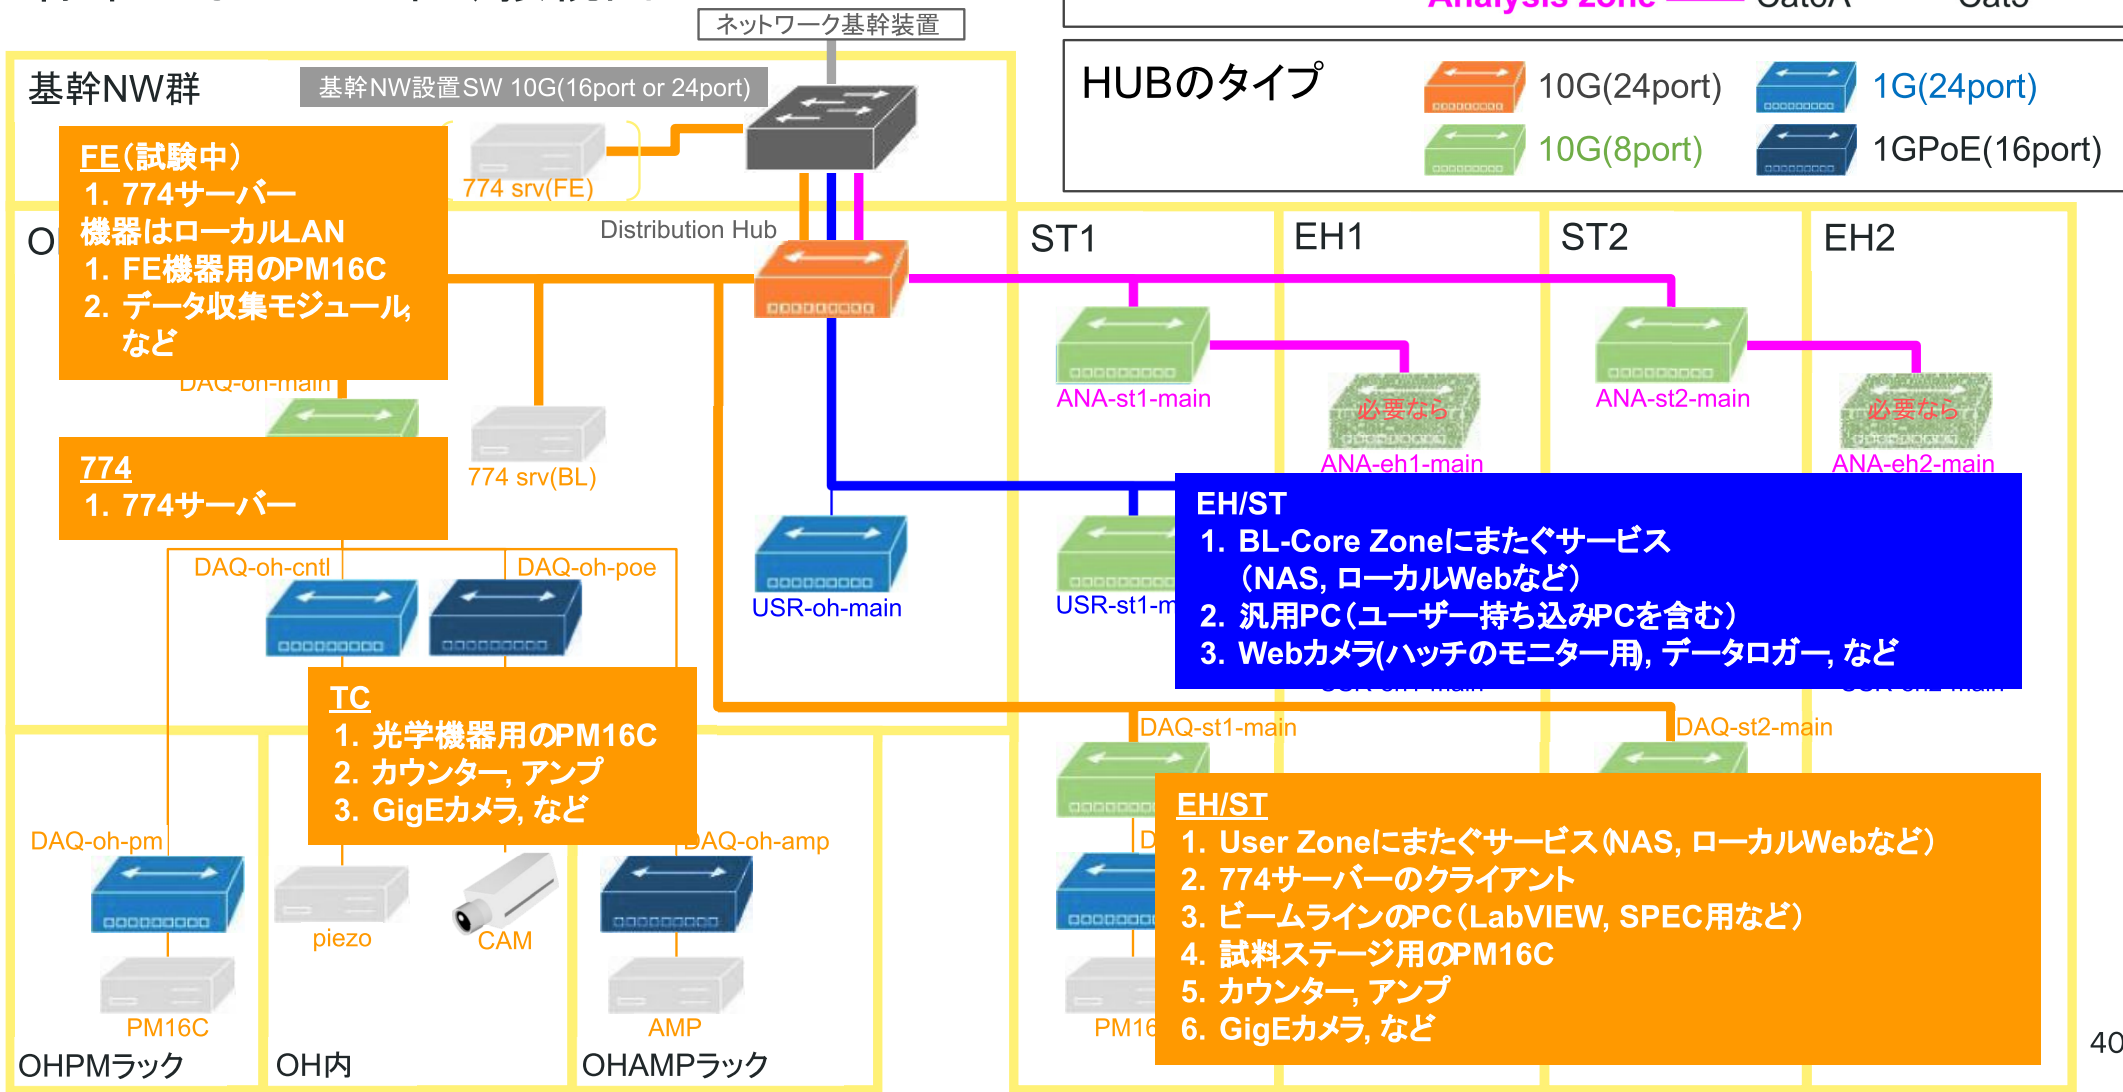 ネットワーク基幹装置
Analysis zone
Cat6A
基幹NW群
基幹NW設置SW 10G(16port or 24port)
HUBのタイプ
10G(24port)
1G(24port)
10G(8port)
1GPoE(16port)
FE(試験中)
1. 774サーバー
機器はローカルLAN
1. FE機器用のPM16C
2. データ収集モジュール,
など
774 srv(FE)
Distribution Hub
ST1
EH1
ST2
EH2
DAQ-oh-main
774 srv(BL)
ANA-st1-main
必要なら
ANA-eh1-main
ANA-st2-main
必要なら
ANA-eh2-main
774
1. 774サーバー
DAQ-oh-cntl
DAQ-oh-poe
USR-oh-main
USR-st1-m
EH/ST
1. BL-Core Zoneにまたぐサービス
(NAS, ローカルWebなど)
2. 汎用PC(ユーザー持ち込みPCを含む)
3. Webカメラ(ハッチのモニター用), データロガー, など
TC
1. 光学機器用のPM16C
2. カウンター, アンプ
3. GigEカメラ, など
DAQ-st1-main
DAQ-st2-main
DAQ-oh-pm
DAQ-oh-amp
piezo
CAM
PM16C
AMP
PM16
EH/ST
1. User Zoneにまたぐサービス(NAS, ローカルWebなど)
2. 774サーバーのクライアント
3. ビームラインのPC(LabVIEW, SPEC用など)
4. 試料ステージ用のPM16C
5. カウンター, アンプ
6. GigEカメラ, など
OHPMラック
OH内
OHAMPラック
40